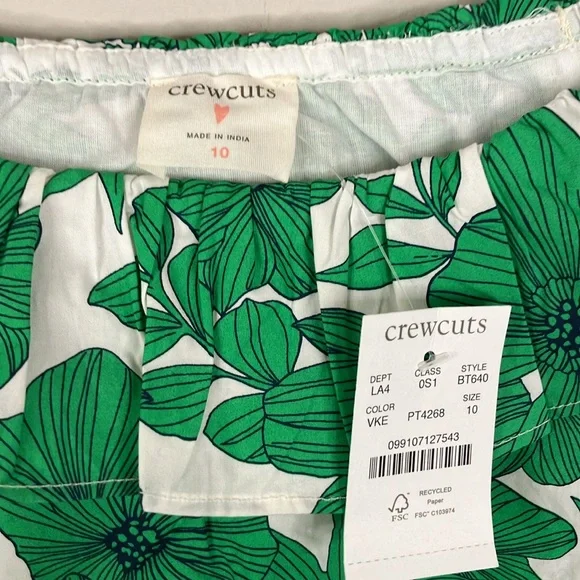 crewcuts
MADE IN INDIA
10
crewcuts
DEPT CLASS STYLE
LA4 0S1 BT640
COLOR SIZE
VKE PT4268 10
099107127543
FSC
RECYCLED
Paper
FSC® C103974